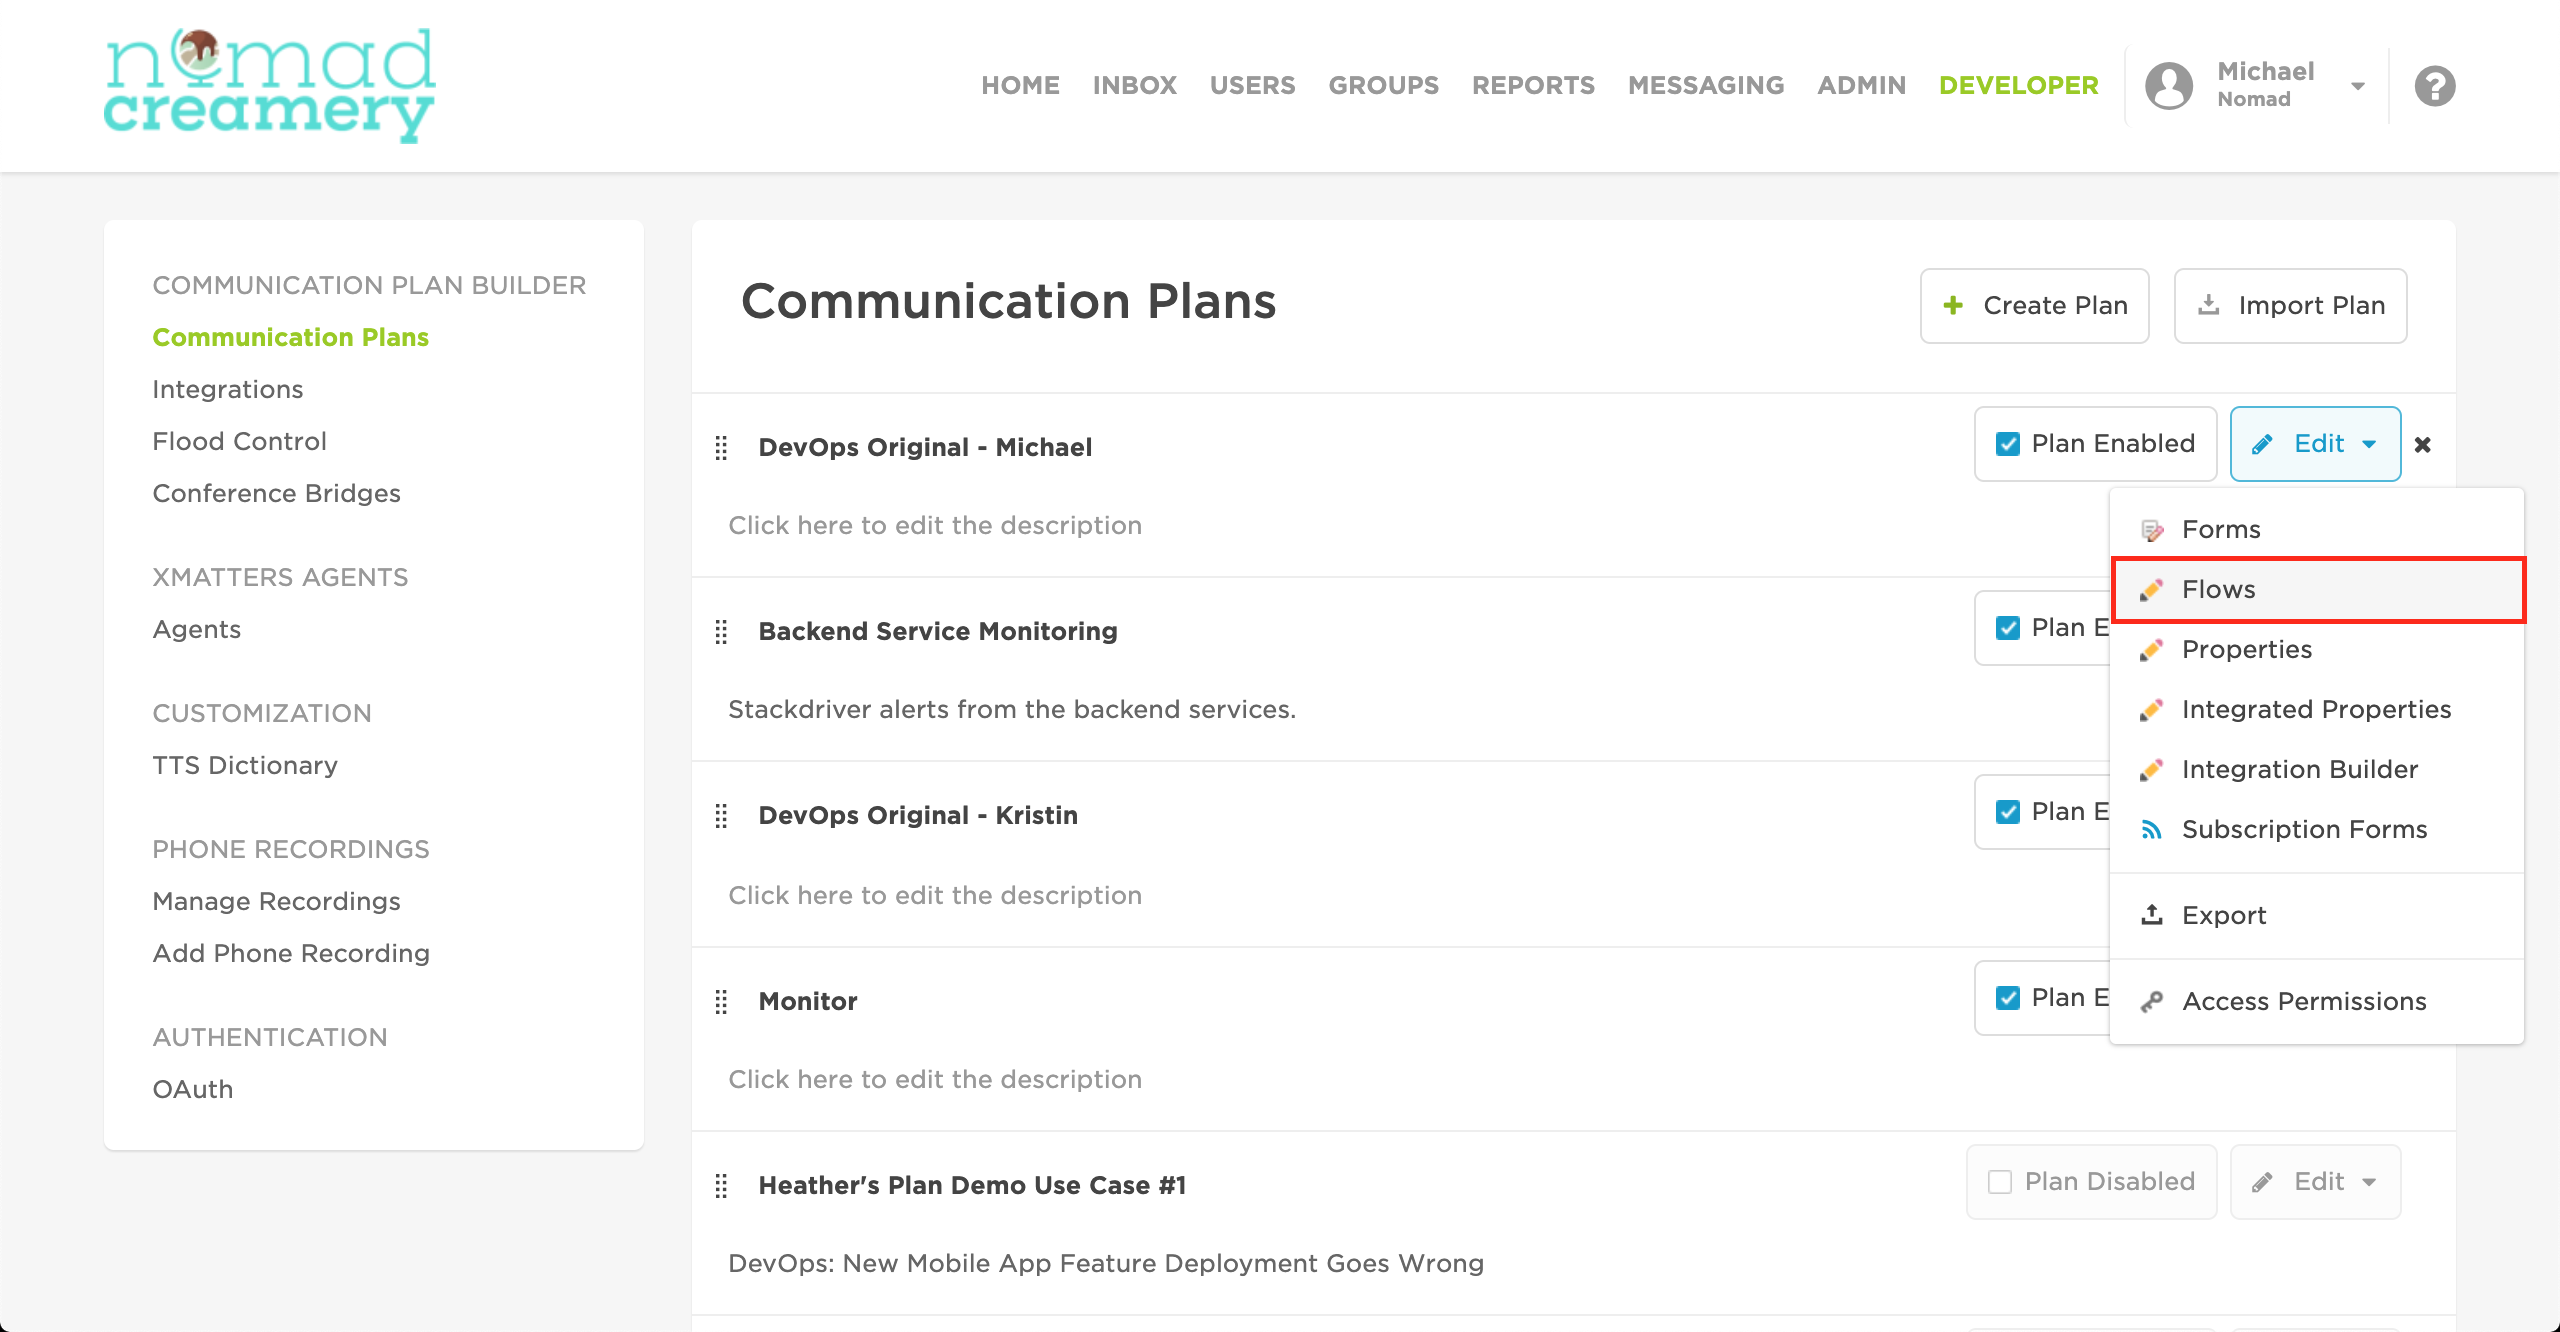 nomad
creamery
HOME INBOX USERS GROUPS REPORTS MESSAGING ADMIN DEVELOPER
Michael
Nomad
?
COMMUNICATION PLAN BUILDER
Communication Plans
Integrations
Flood Control
Conference Bridges
XMATTERS AGENTS
Agents
CUSTOMIZATION
TTS Dictionary
PHONE RECORDINGS
Manage Recordings
Add Phone Recording
AUTHENTICATION
OAuth
Communication Plans
Create Plan
Import Plan
DevOps Original - Michael
Plan Enabled
Edit
Click here to edit the description
Forms
Flows
Properties
Integrated Properties
Integration Builder
Subscription Forms
Export
Access Permissions
Backend Service Monitoring
Plan E
Stackdriver alerts from the backend services.
DevOps Original - Kristin
Plan E
Click here to edit the description
Monitor
Plan E
Click here to edit the description
Heather's Plan Demo Use Case #1
Plan Disabled
Edit
DevOps: New Mobile App Feature Deployment Goes Wrong